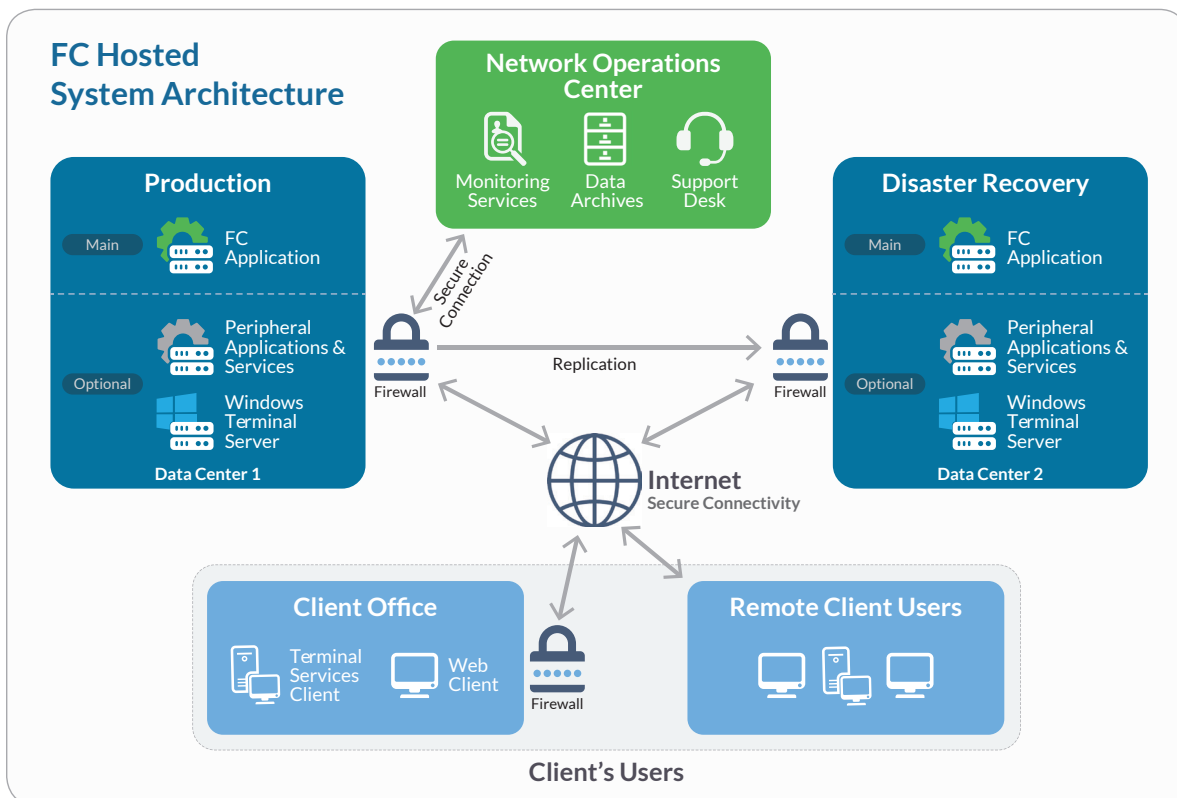 FC Hosted
System Architecture
Network Operations
Center
Monitoring
Services
Data
Archives
Support
Desk
Production
Main
FC
Application
Optional
Peripheral
Applications &
Services
Windows
Terminal
Server
Data Center 1
Secure
Connection
Firewall
Replication
Firewall
Disaster Recovery
Main
FC
Application
Optional
Peripheral
Applications &
Services
Windows
Terminal
Server
Data Center 2
Internet
Secure Connectivity
Client Office
Terminal
Services
Client
Web
Client
Firewall
Remote Client Users
Client’s Users